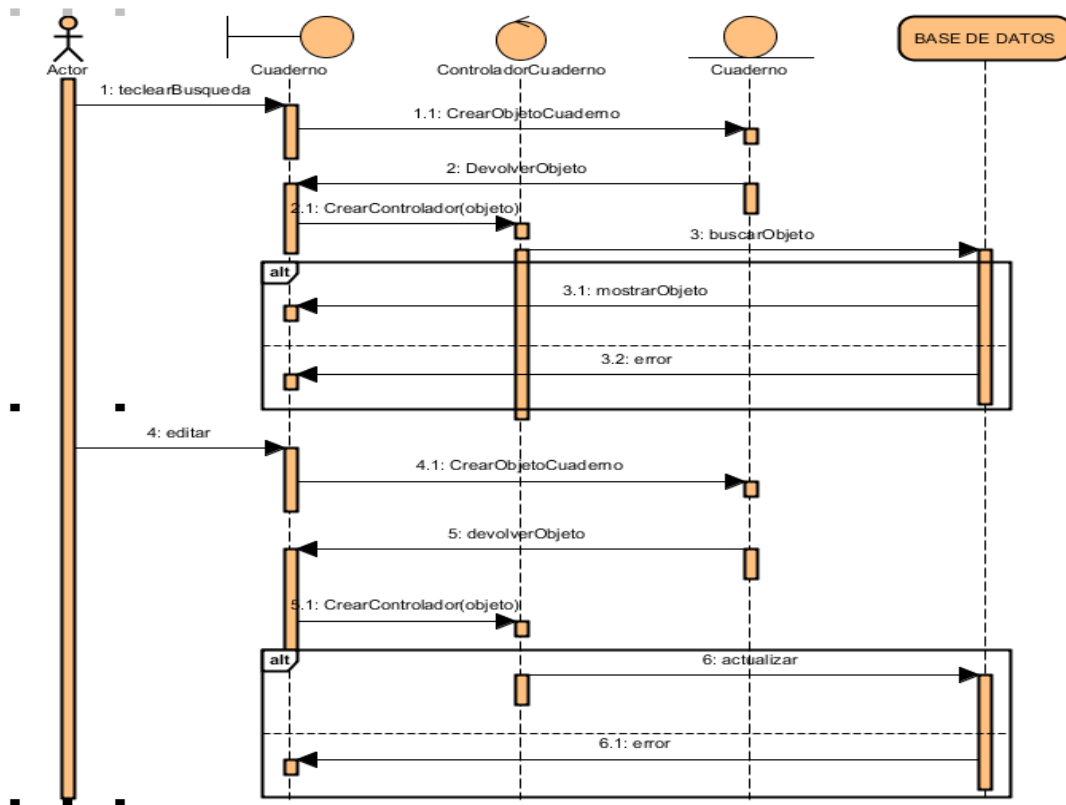 BASE DE DATOS
Actor
Cuaderno
ControladorCuaderno
Cuaderno
1: teclearBusqueda
1.1: CrearObjetoCuaderno
2: DevolverObjeto
2.1: CrearControlador(objeto)
3: buscarObjeto
alt
3.1: mostrarObjeto
3.2: error
4: editar
4.1: CrearObjetoCuaderno
5: devolverObjeto
5.1: CrearControlador(objeto)
alt
6: actualizar
6.1: error